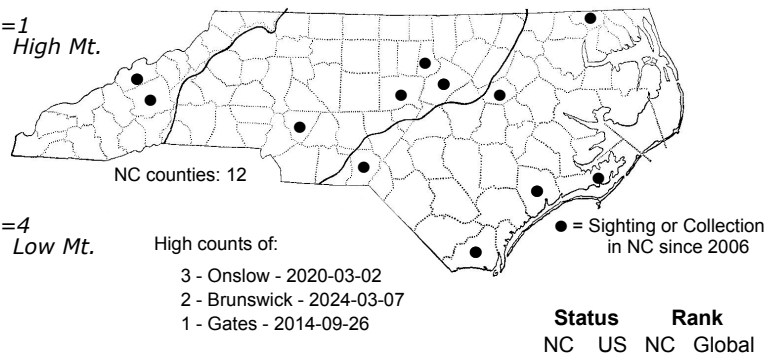 =1
High Mt.
NC counties: 12
=4
Low Mt.
High counts of:
3 - Onslow - 2020-03-02
2 - Brunswick - 2024-03-07
1 - Gates - 2014-09-26
● = Sighting or Collection
in NC since 2006
Status Rank
NC US NC Global